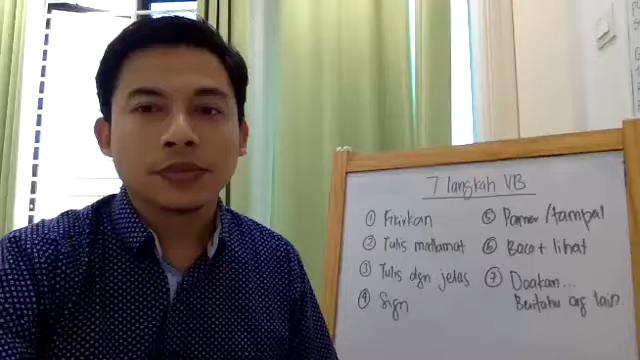 7 langkah VB
① Fikirkan
② Tulis matlamat
③ Tulis dgn jelas
④ Sign
⑤ Pamer/tampal
⑥ Baca + lihat
⑦ Doakan...
Beritahu org lain.